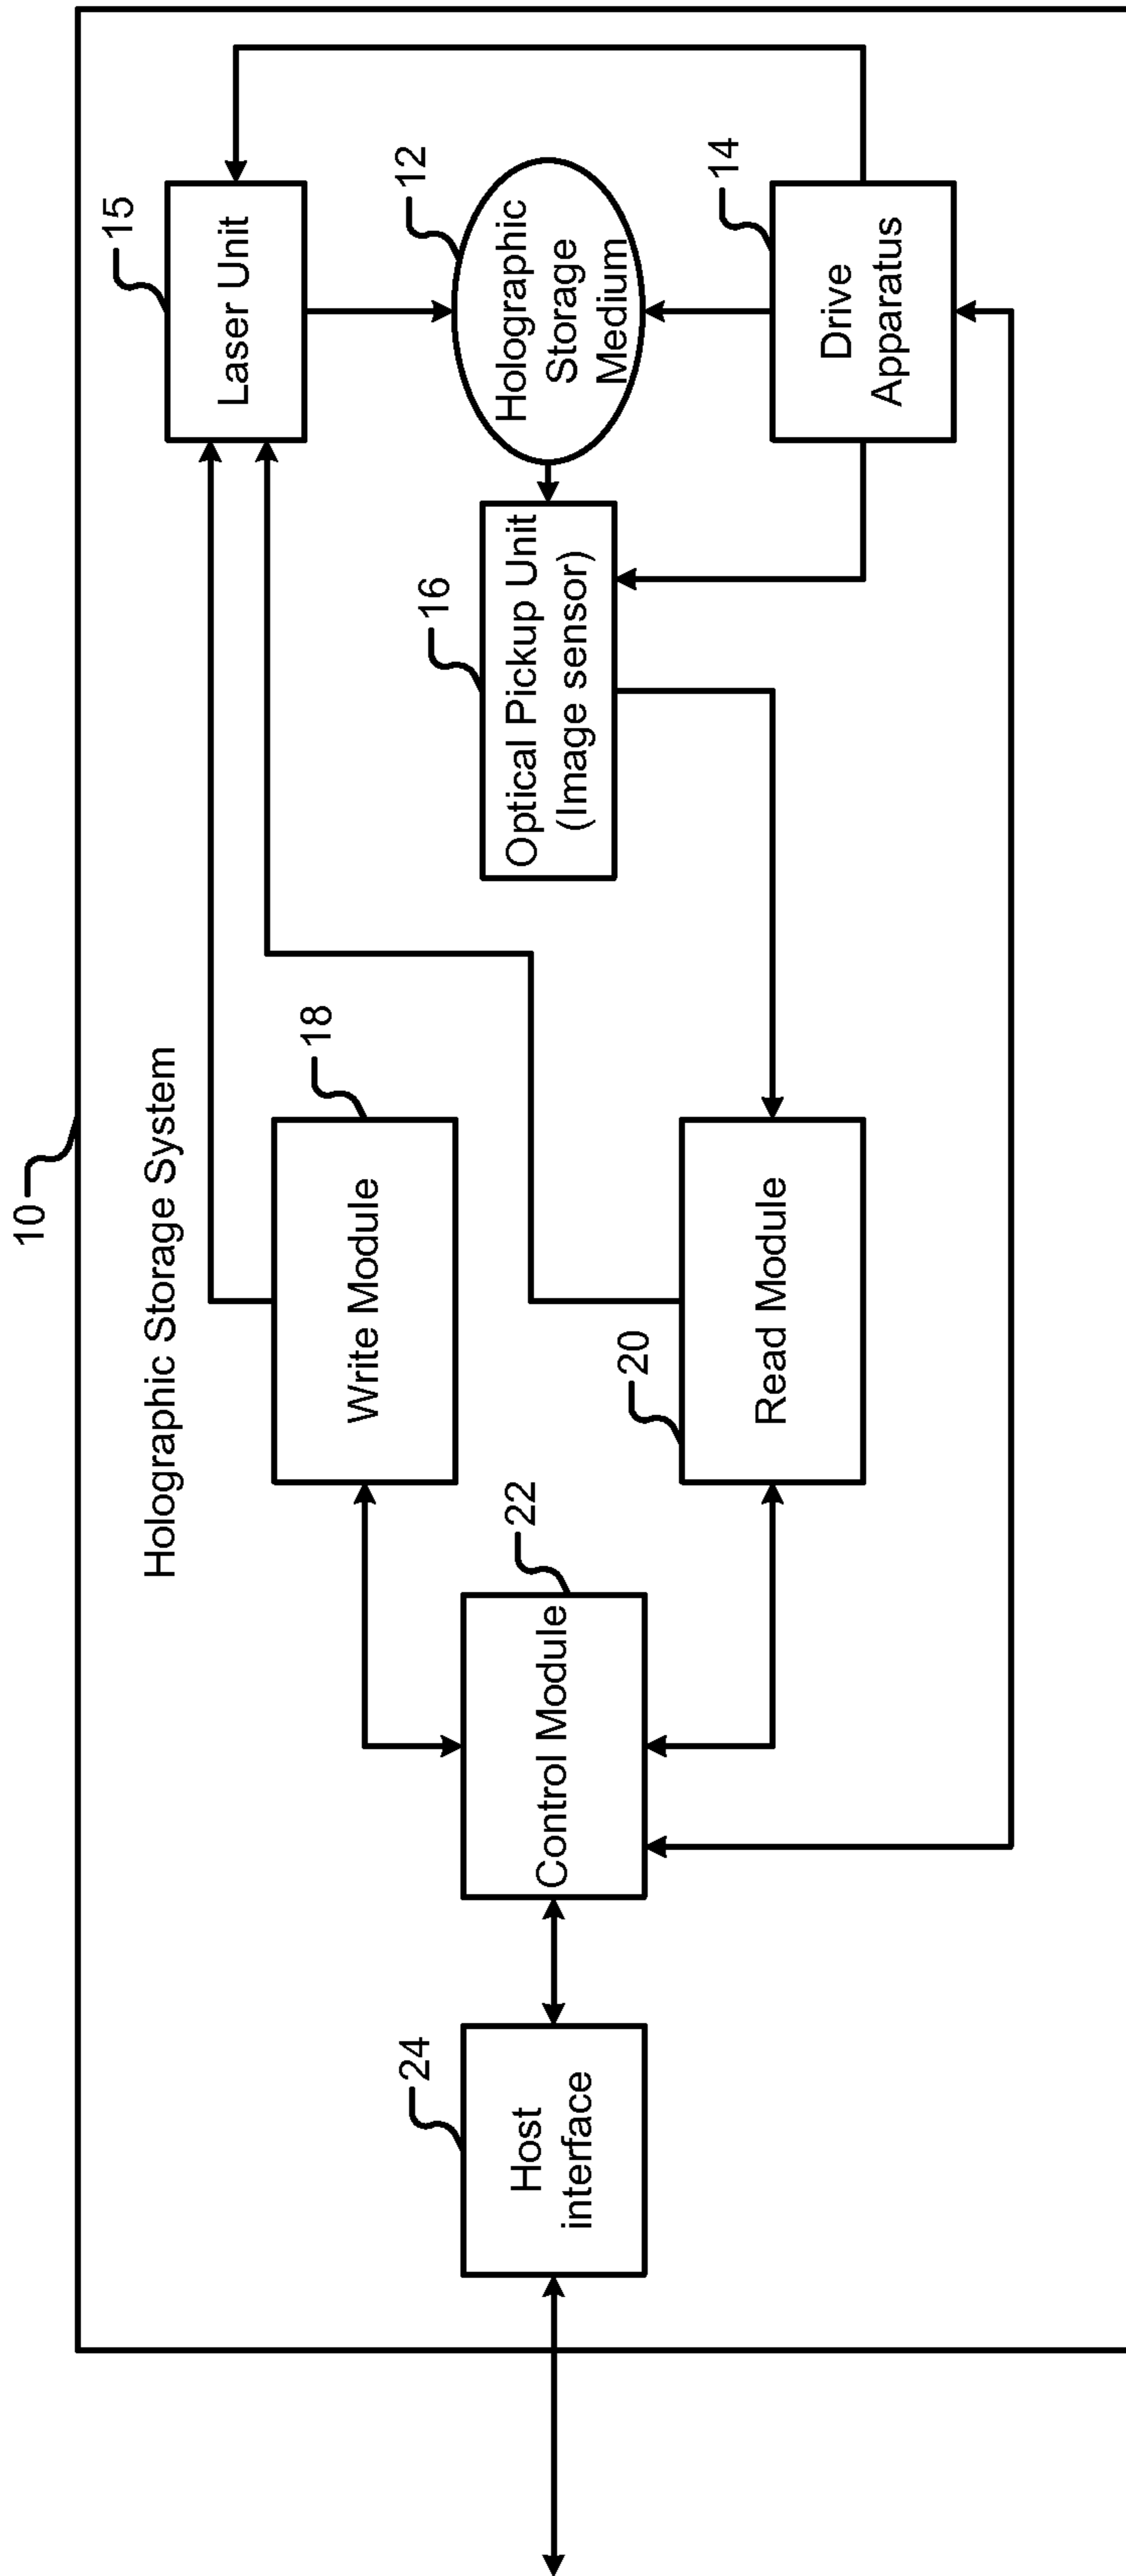 10
Holographic Storage System
15
Laser Unit
18
Write Module
12
Holographic
Storage
Medium
16
Optical Pickup Unit
(Image sensor)
24
Host
interface
22
Control Module
20
Read Module
14
Drive
Apparatus